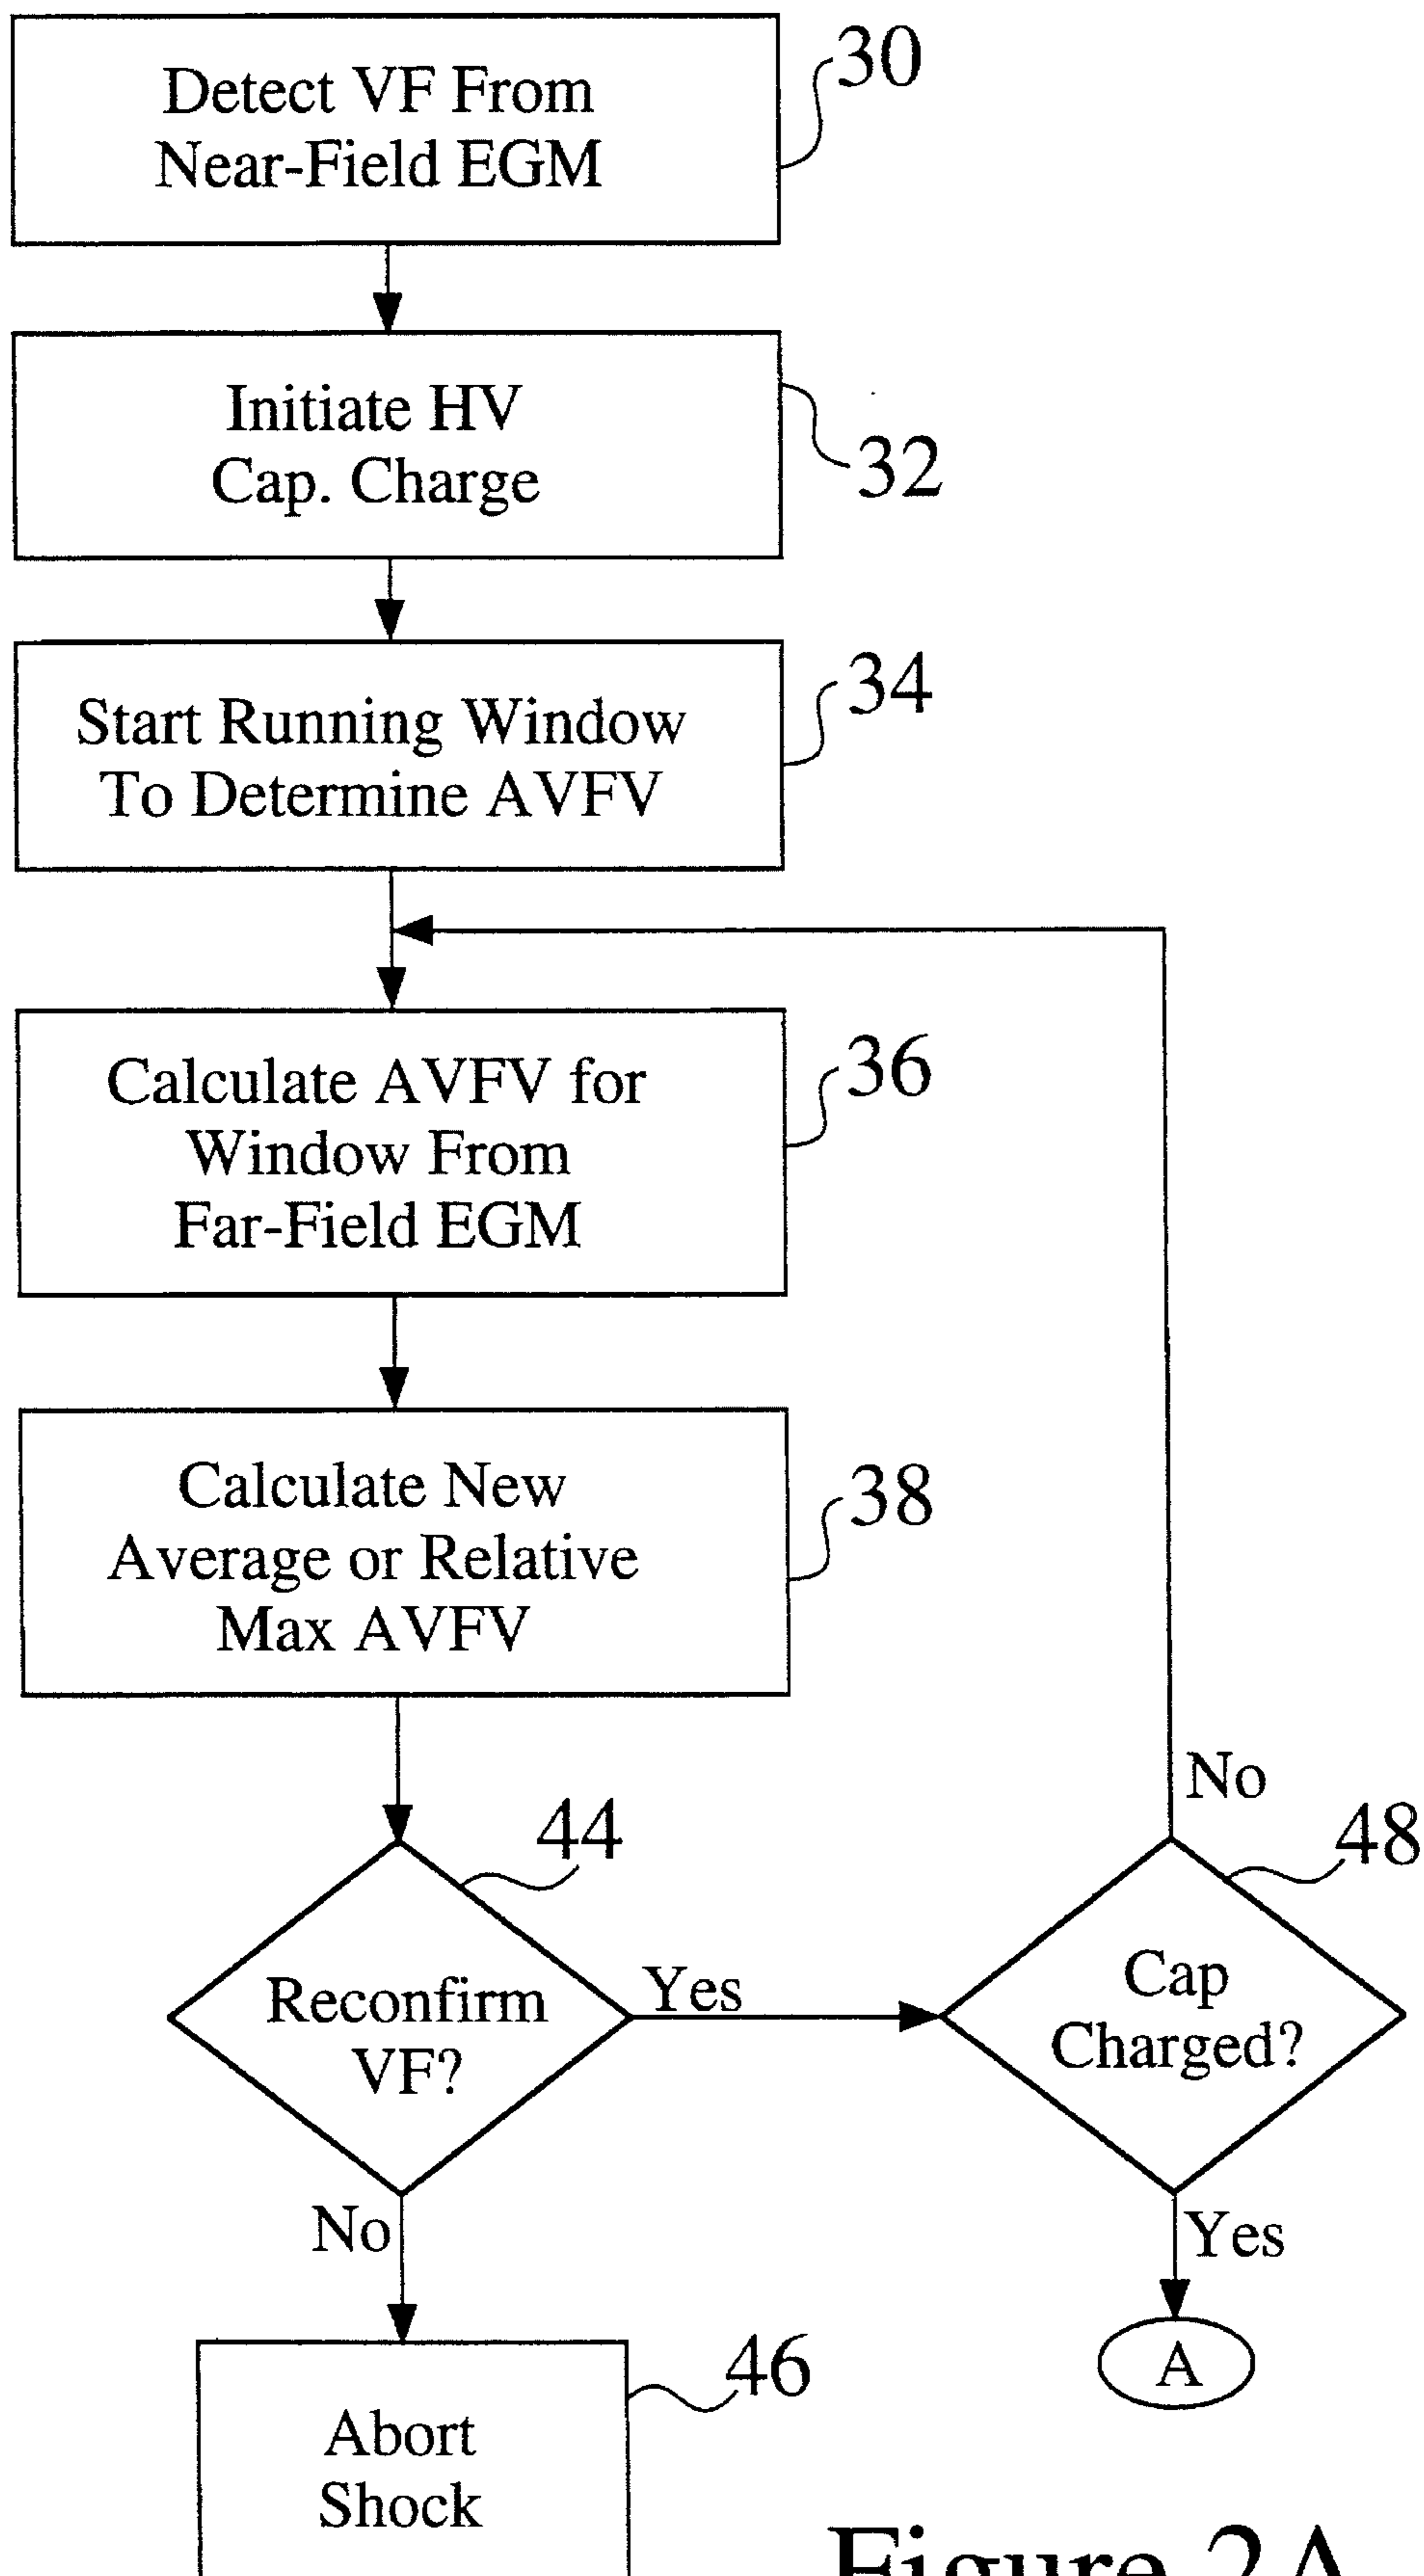 Detect VF From
Near-Field EGM
30
Initiate HV
Cap. Charge
32
Start Running Window
To Determine AVFV
34
Calculate AVFV for
Window From
Far-Field EGM
36
Calculate New
Average or Relative
Max AVFV
38
44
Reconfirm
VF?
Yes
No
48
Cap
Charged?
No
Yes
A
46
Abort
Shock
Figure 2A